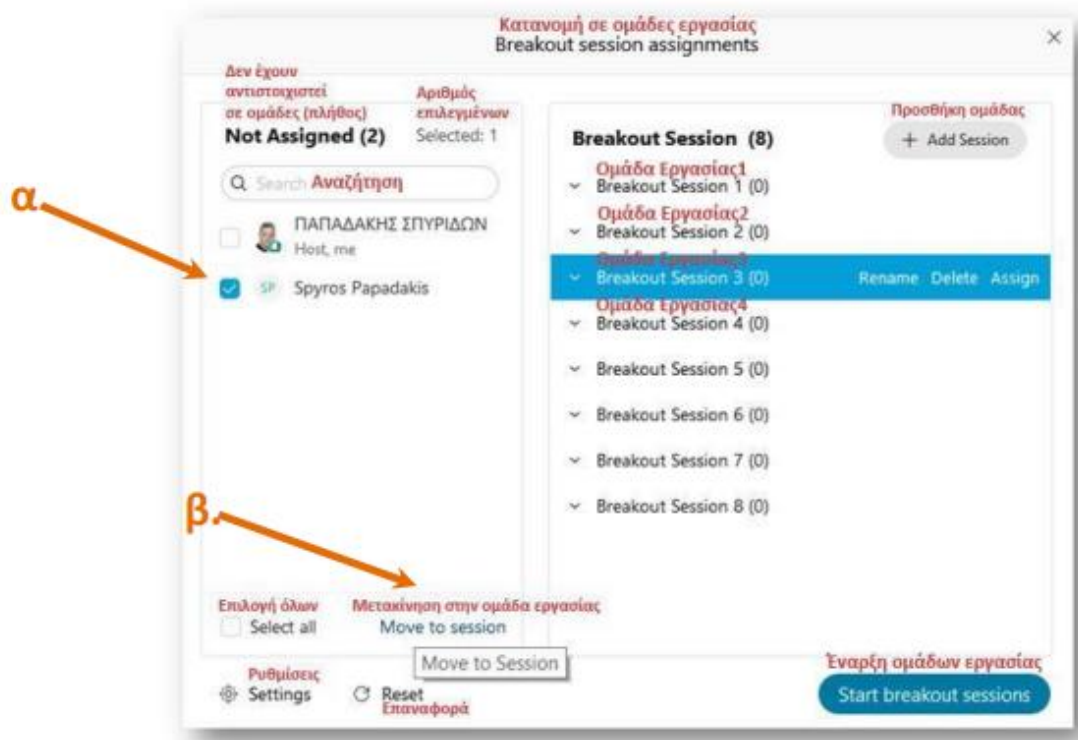 Κατανομή σε ομάδες εργασίας
Breakout session assignments
Δεν έχουν
αντιστοιχιστεί
σε ομάδες (πλήθος)
Αριθμός
επιλεγμένων
Not Assigned (2)
Selected: 1
Search Αναζήτηση
α.
ΠΑΠΑΔΑΚΗΣ ΣΠΥΡΙΔΩΝ
Host, me
SP Spyros Papadakis
β.
Επιλογή όλων
Select all
Μετακίνηση στην ομάδα εργασίας
Move to session
Move to Session
Προσθήκη ομάδας
Breakout Session (8)
+ Add Session
Ομάδα Εργασίας1
Breakout Session 1 (0)
Ομάδα Εργασίας2
Breakout Session 2 (0)
Ομάδα Εργασίας3
Breakout Session 3 (0) Rename Delete Assign
Ομάδα Εργασίας4
Breakout Session 4 (0)
Breakout Session 5 (0)
Breakout Session 6 (0)
Breakout Session 7 (0)
Breakout Session 8 (0)
Ρυθμίσεις
Settings
Reset
Επαναφορά
Έναρξη ομάδων εργασίας
Start breakout sessions